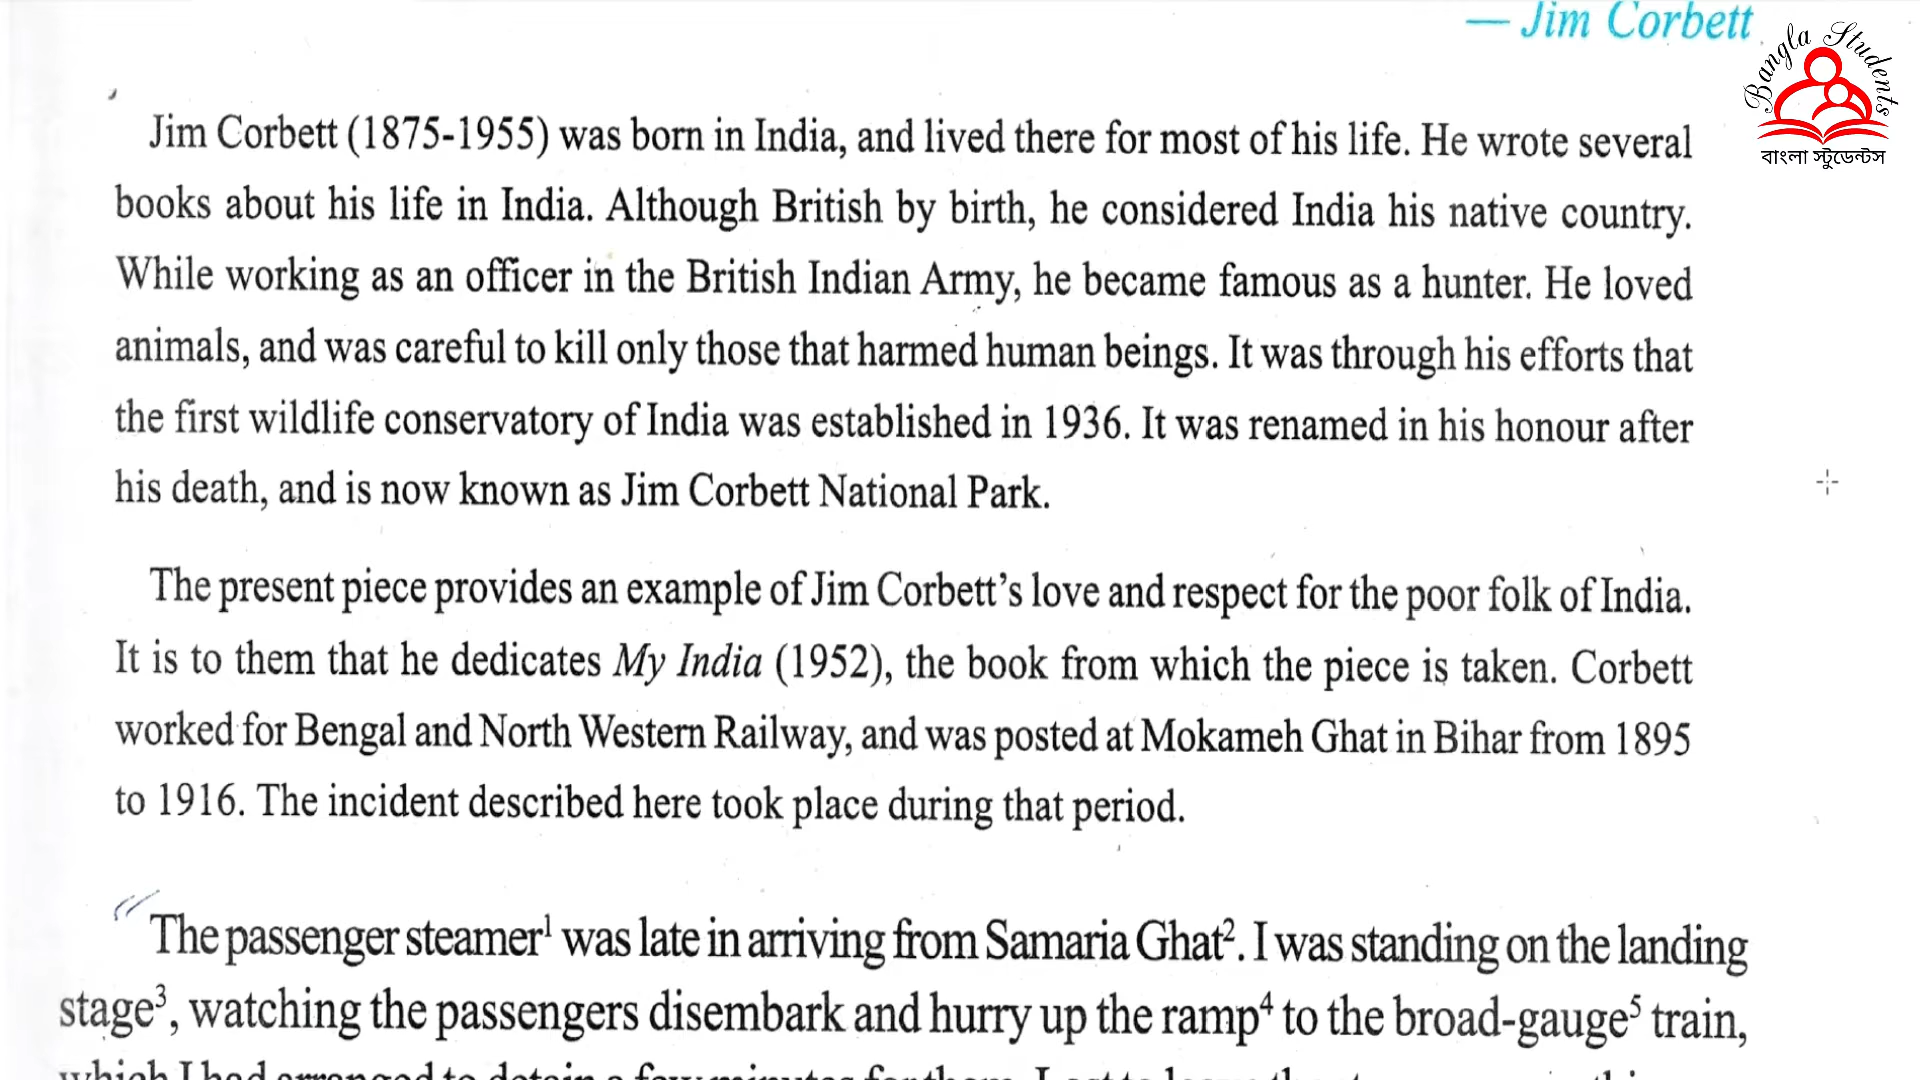 — Jim Corbett
Bangla Students
বাংলা স্টুডেন্টস
Jim Corbett (1875-1955) was born in India, and lived there for most of his life. He wrote several
books about his life in India. Although British by birth, he considered India his native country.
While working as an officer in the British Indian Army, he became famous as a hunter. He loved
animals, and was careful to kill only those that harmed human beings. It was through his efforts that
the first wildlife conservatory of India was established in 1936. It was renamed in his honour after
his death, and is now known as Jim Corbett National Park.
The present piece provides an example of Jim Corbett's love and respect for the poor folk of India.
It is to them that he dedicates My India (1952), the book from which the piece is taken. Corbett
worked for Bengal and North Western Railway, and was posted at Mokameh Ghat in Bihar from 1895
to 1916. The incident described here took place during that period.
The passenger steamer¹ was late in arriving from Samaria Ghat². I was standing on the landing
stage³, watching the passengers disembark and hurry up the ramp⁴ to the broad-gauge⁵ train,
which I had arranged to detain a few minutes for them.